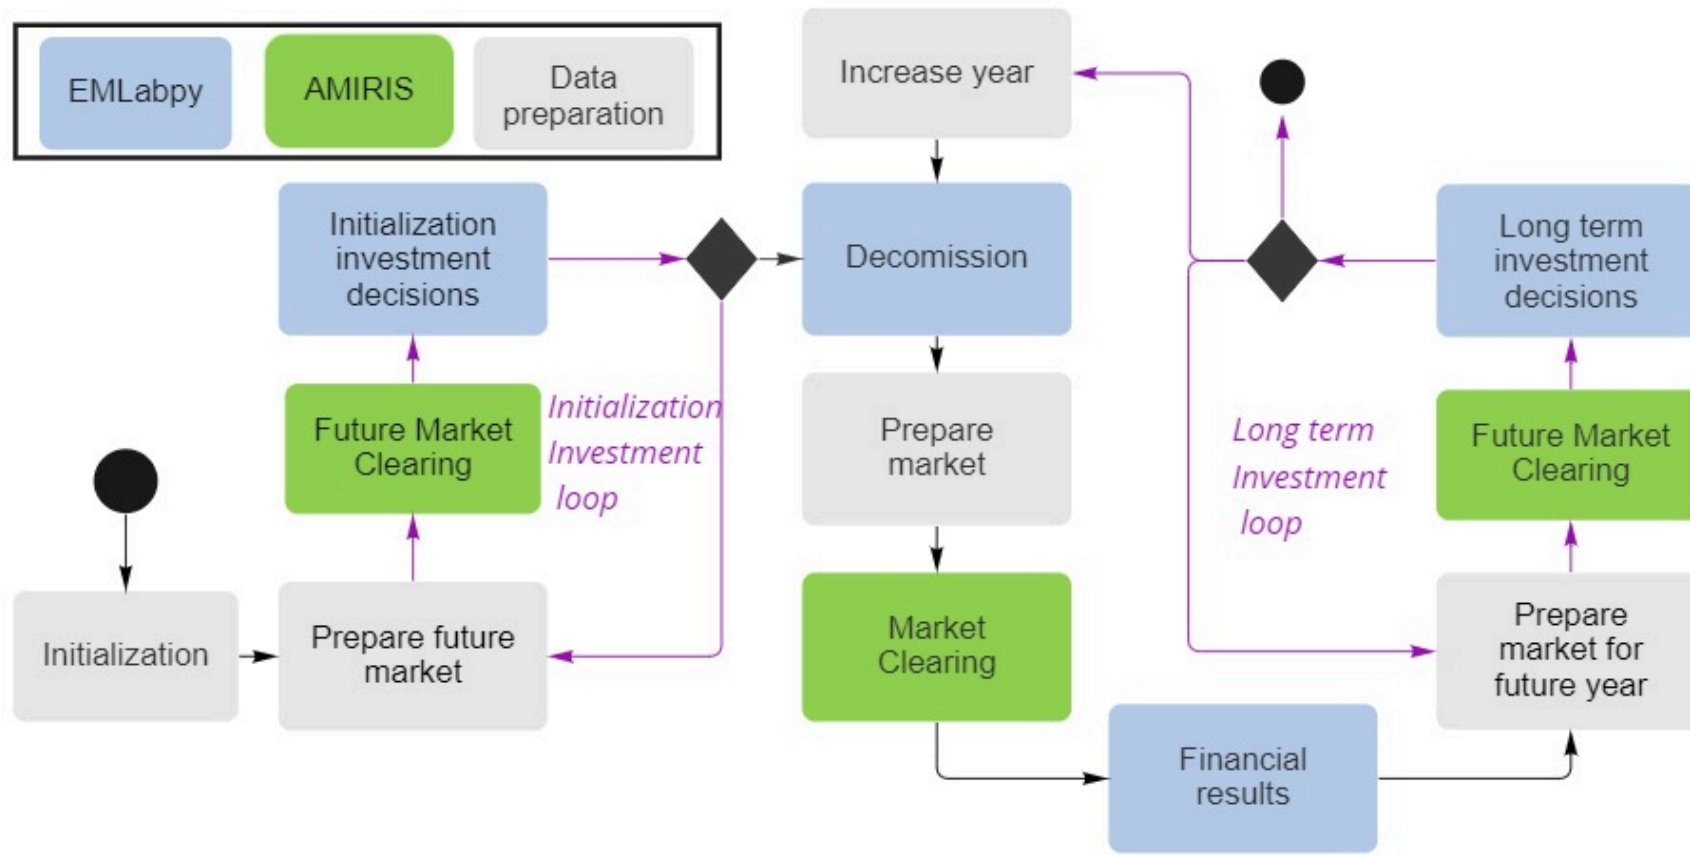 EMLabpy
AMIRIS
Data
preparation
Increase year
Initialization
investment
decisions
Decomission
Long term
investment
decisions
Future Market
Clearing
Initialization
Investment
loop
Prepare
market
Long term
Investment
loop
Future Market
Clearing
Initialization
Prepare future
market
Market
Clearing
Prepare
market for
future year
Financial
results